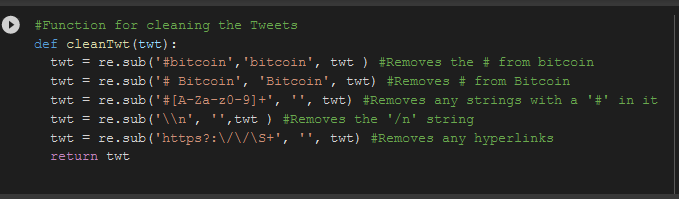 #Function for cleaning the Tweets
def cleanTwt(twt):
twt = re.sub('#bitcoin','bitcoin', twt ) #Removes the # from bitcoin
twt = re.sub('# Bitcoin', 'Bitcoin', twt) #Removes # from Bitcoin
twt = re.sub('#[A-Za-z0-9]+', '', twt) #Removes any strings with a '#' in it
twt = re.sub('\\n', '',twt ) #Removes the '/n' string
twt = re.sub('https?:\/\/\S+', '', twt) #Removes any hyperlinks
return twt